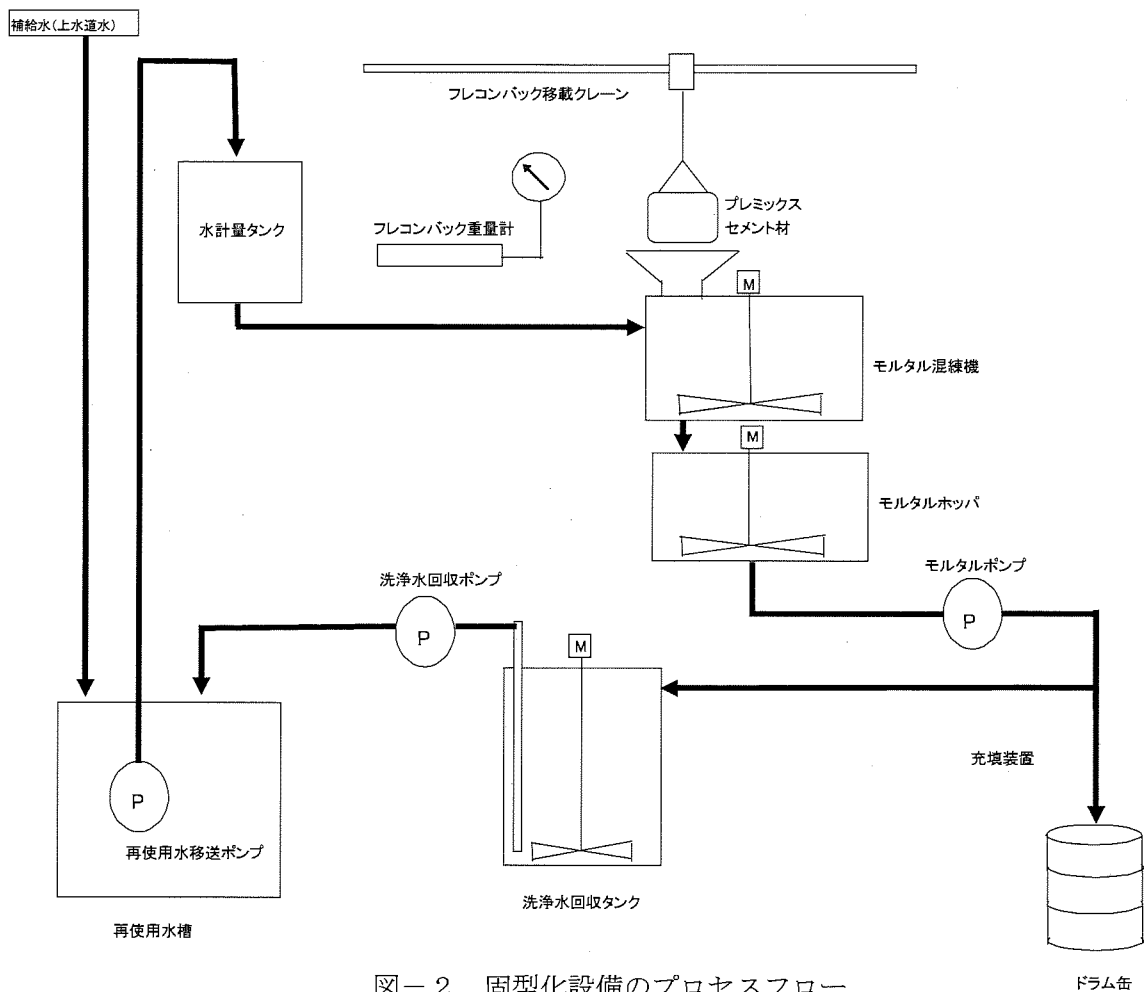 補給水(上水道水)
フレコンバック移載クレーン
プレミックス
セメント材
フレコンバック重量計
水計量タンク
M
モルタル混練機
M
モルタルホッパ
洗浄水回収ポンプ
P
モルタルポンプ
P
M
充填装置
P
再使用水移送ポンプ
洗浄水回収タンク
再使用水槽
ドラム缶
図-2 固型化設備のプロセスフロー